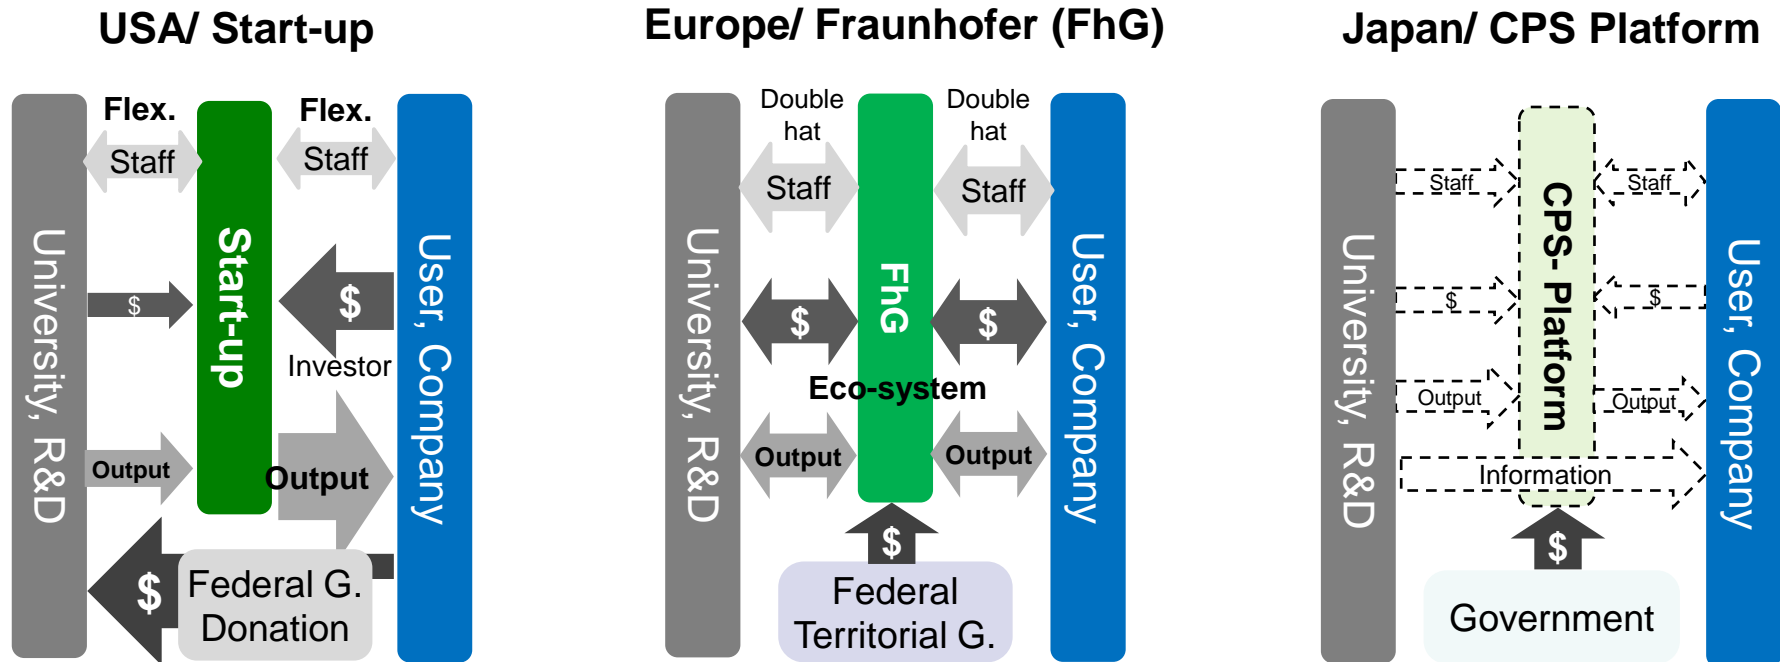 USA/ Start-up
Flex.
Flex.
Staff
Staff
University, R&D
Start-up
User, Company
$
$
Investor
Output
Output
$
Federal G.
Donation
Europe/ Fraunhofer (FhG)
Double
hat
Double
hat
Staff
Staff
University, R&D
FhG
User, Company
$
$
Eco-system
Output
Output
$
Federal
Territorial G.
Japan/ CPS Platform
Staff
Staff
University, R&D
CPS- Platform
User, Company
$
$
Output
Output
Information
$
Government